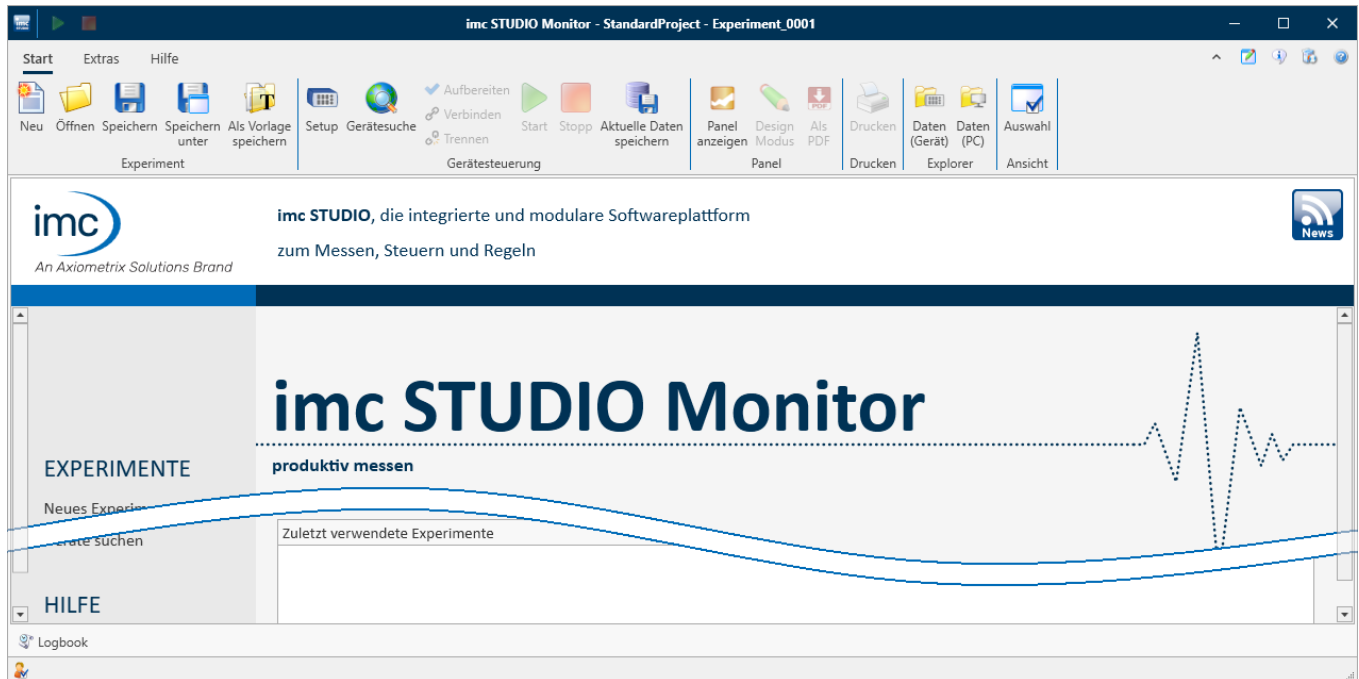 imc STUDIO Monitor - StandardProject - Experiment_0001
Start Extras Hilfe
Neu Öffnen Speichern Speichern unter Als Vorlage speichern
Experiment
Setup Gerätesuche Aufbereiten Verbinden Trennen Start Stopp Aktuelle Daten speichern
Gerätesteuerung
Panel anzeigen Design Modus Als PDF
Panel
Drucken
Drucken
Daten (Gerät) Daten (PC)
Explorer
Auswahl
Ansicht
imc
An Axiometrix Solutions Brand
imc STUDIO, die integrierte und modulare Softwareplattform
zum Messen, Steuern und Regeln
News
imc STUDIO Monitor
produktiv messen
EXPERIMENTE
Neues
suchen
Zuletzt verwendete Experimente
HILFE
Logbook